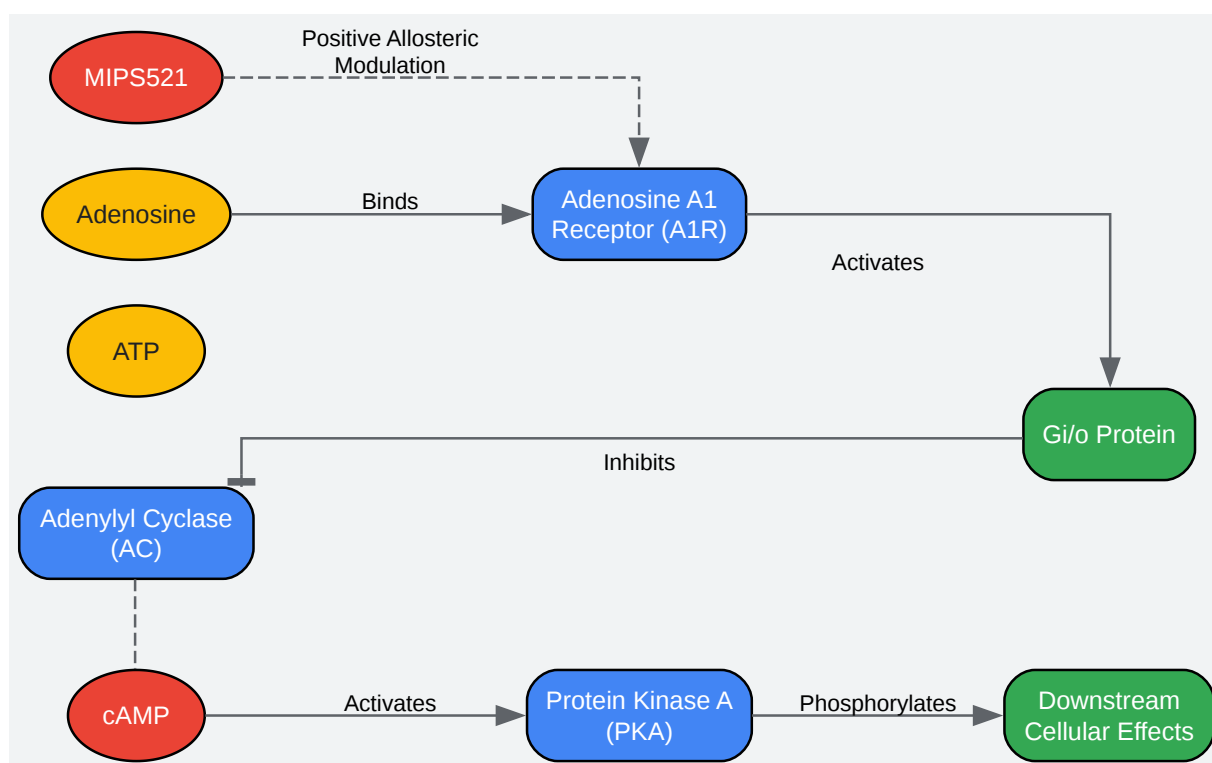 Positive Allosteric
Modulation
MIPS521
Adenosine
Binds
Adenosine A1
Receptor (A1R)
Activates
ATP
Gi/o Protein
Inhibits
Adenylyl Cyclase
(AC)
cAMP
Activates
Protein Kinase A
(PKA)
Phosphorylates
Downstream
Cellular Effects